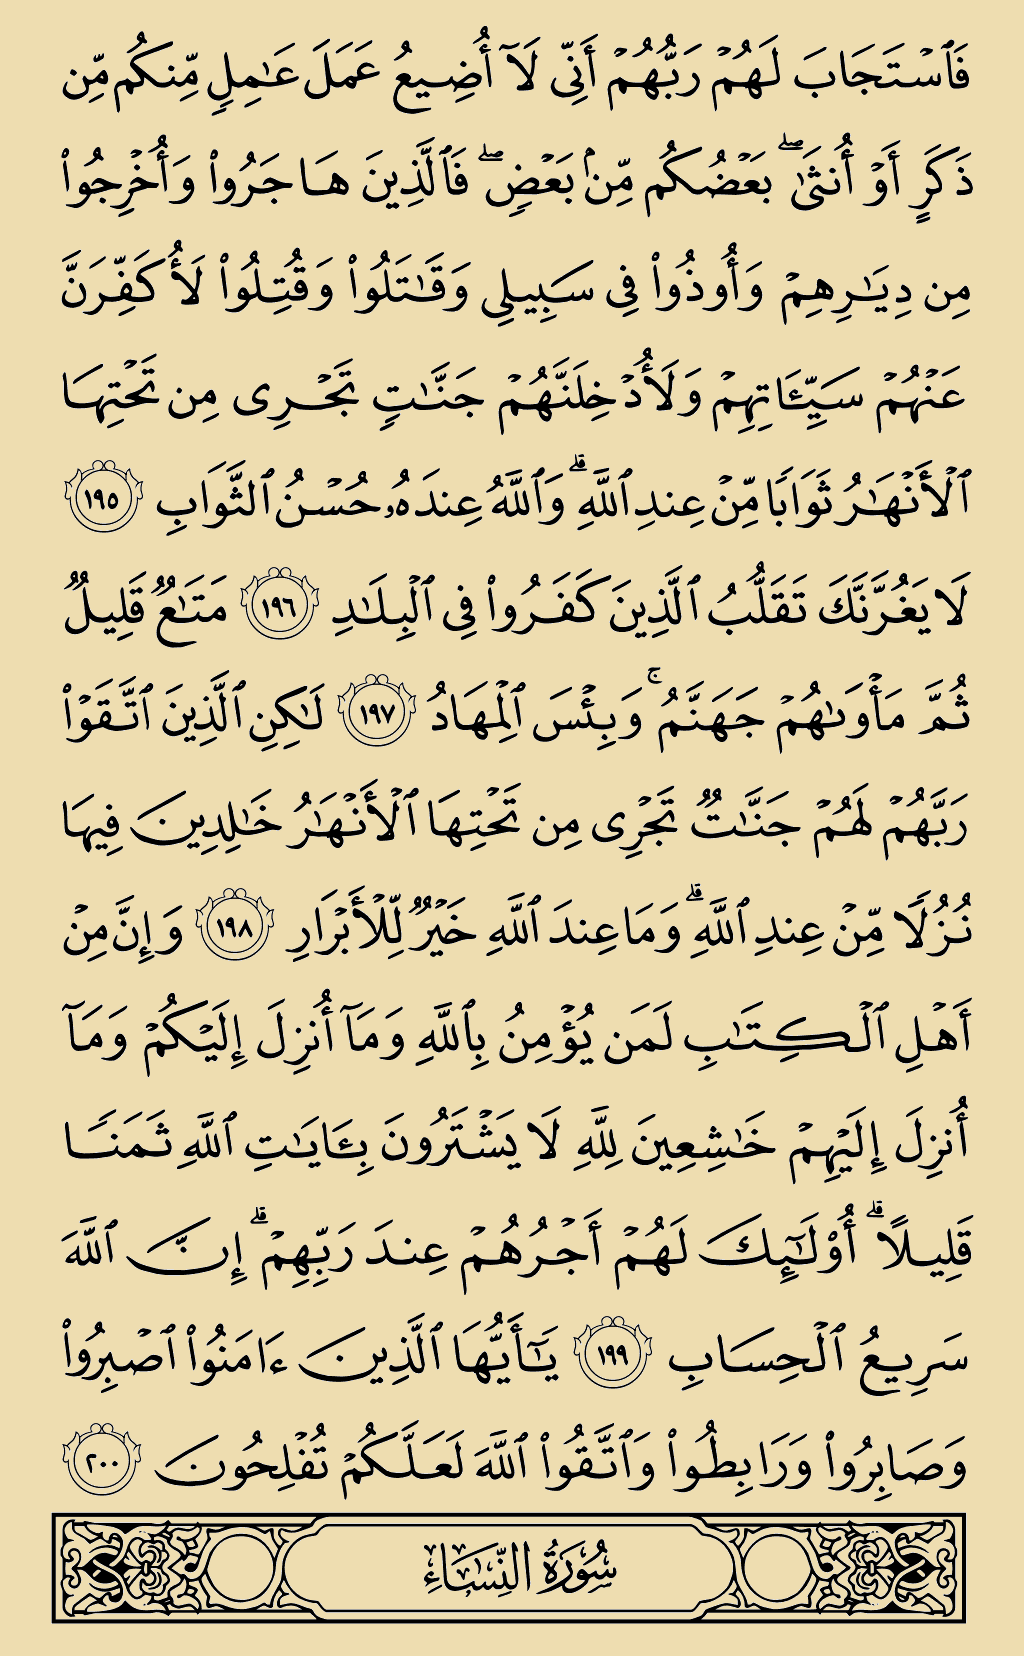 فَٱسۡتَجَابَ لَهُمۡ رَبُّهُمۡ أَنِّي لَآ أُضِيعُ عَمَلَ عَٰمِلٖ مِّنكُم مِّن
ذَكَرٍ أَوۡ أُنثَىٰۖ بَعۡضُكُم مِّنۢ بَعۡضٖۖ فَٱلَّذِينَ هَاجَرُواْ وَأُخۡرِجُواْ
مِن دِيَٰرِهِمۡ وَأُوذُواْ فِي سَبِيلِي وَقَٰتَلُواْ وَقُتِلُواْ لَأُكَفِّرَنَّ
عَنۡهُمۡ سَيِّـَٔاتِهِمۡ وَلَأُدۡخِلَنَّهُمۡ جَنَّٰتٖ تَجۡرِي مِن تَحۡتِهَا
ٱلۡأَنۡهَٰرُ ثَوَابٗا مِّنۡ عِندِ ٱللَّهِۚ وَٱللَّهُ عِندَهُۥ حُسۡنُ ٱلثَّوَابِ ١٩٥
لَا يَغُرَّنَّكَ تَقَلُّبُ ٱلَّذِينَ كَفَرُواْ فِي ٱلۡبِلَٰدِ ١٩٦ مَتَٰعٞ قَلِيلٞ
ثُمَّ مَأۡوَىٰهُمۡ جَهَنَّمُۚ وَبِئۡسَ ٱلۡمِهَادُ ١٩٧ لَٰكِنِ ٱلَّذِينَ ٱتَّقَوۡاْ
رَبَّهُمۡ لَهُمۡ جَنَّٰتٞ تَجۡرِي مِن تَحۡتِهَا ٱلۡأَنۡهَٰرُ خَٰلِدِينَ فِيهَا
نُزُلٗا مِّنۡ عِندِ ٱللَّهِۗ وَمَا عِندَ ٱللَّهِ خَيۡرٞ لِّلۡأَبۡرَارِ ١٩٨ وَإِنَّ مِنۡ
أَهۡلِ ٱلۡكِتَٰبِ لَمَن يُؤۡمِنُ بِٱللَّهِ وَمَآ أُنزِلَ إِلَيۡكُمۡ وَمَآ
أُنزِلَ إِلَيۡهِمۡ خَٰشِعِينَ لِلَّهِ لَا يَشۡتَرُونَ بِـَٔايَٰتِ ٱللَّهِ ثَمَنٗا
قَلِيلًاۚ أُوْلَٰٓئِكَ لَهُمۡ أَجۡرُهُمۡ عِندَ رَبِّهِمۡۗ إِنَّ ٱللَّهَ
سَرِيعُ ٱلۡحِسَابِ ١٩٩ يَٰٓأَيُّهَا ٱلَّذِينَ ءَامَنُواْ ٱصۡبِرُواْ
وَصَابِرُواْ وَرَابِطُواْ وَٱتَّقُواْ ٱللَّهَ لَعَلَّكُمۡ تُفۡلِحُونَ ٢٠٠
سُورَةُ النِّسَاءِ